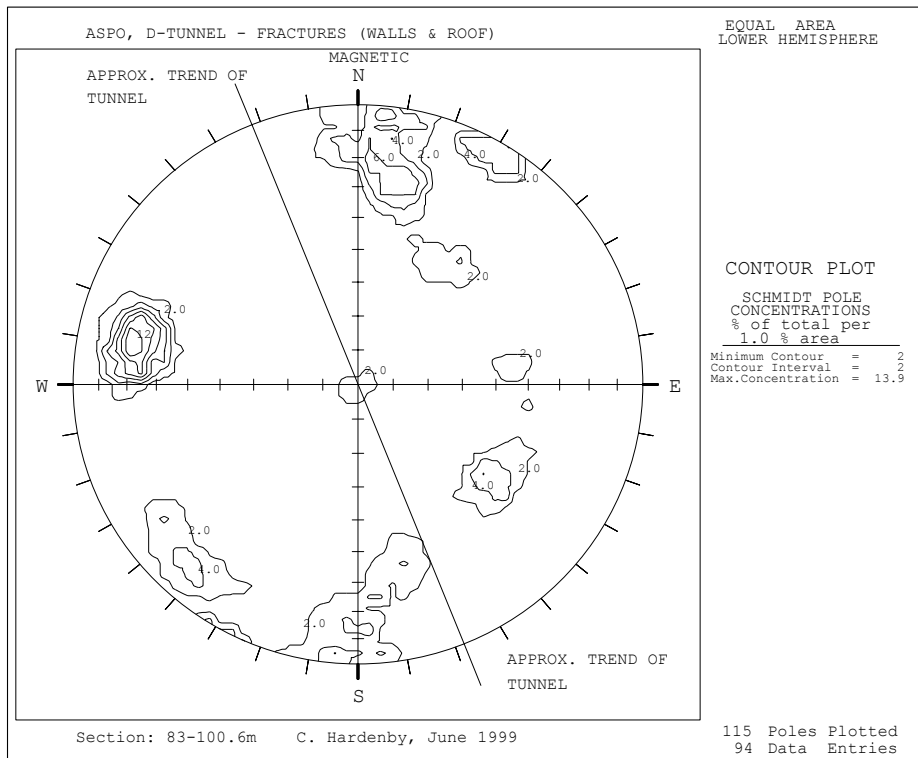 ASPO, D-TUNNEL - FRACTURES (WALLS & ROOF)
EQUAL AREA
LOWER HEMISPHERE
MAGNETIC
N
APPROX. TREND OF
TUNNEL
4.0
6.0
2.0
4.0
2.0
2.0
2.0
12
2.0
2.0
W
E
2.0
4.0
2.0
4.0
2.0
S
APPROX. TREND OF
TUNNEL
CONTOUR PLOT
SCHMIDT POLE
CONCENTRATIONS
% of total per
1.0 % area
Minimum Contour = 2
Contour Interval = 2
Max.Concentration = 13.9
Section: 83-100.6m C. Hardenby, June 1999
115 Poles Plotted
94 Data Entries